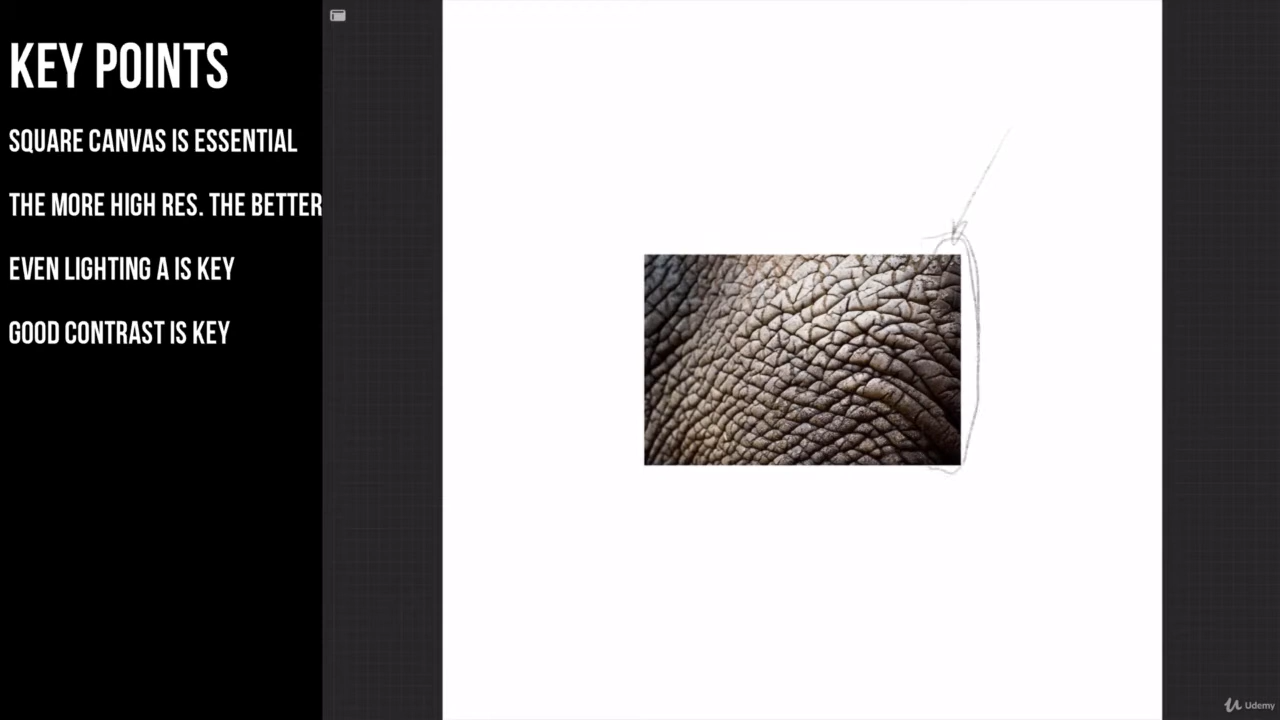 KEY POINTS
SQUARE CANVAS IS ESSENTIAL
THE MORE HIGH RES. THE BETTER
EVEN LIGHTING A IS KEY
GOOD CONTRAST IS KEY
Udemy